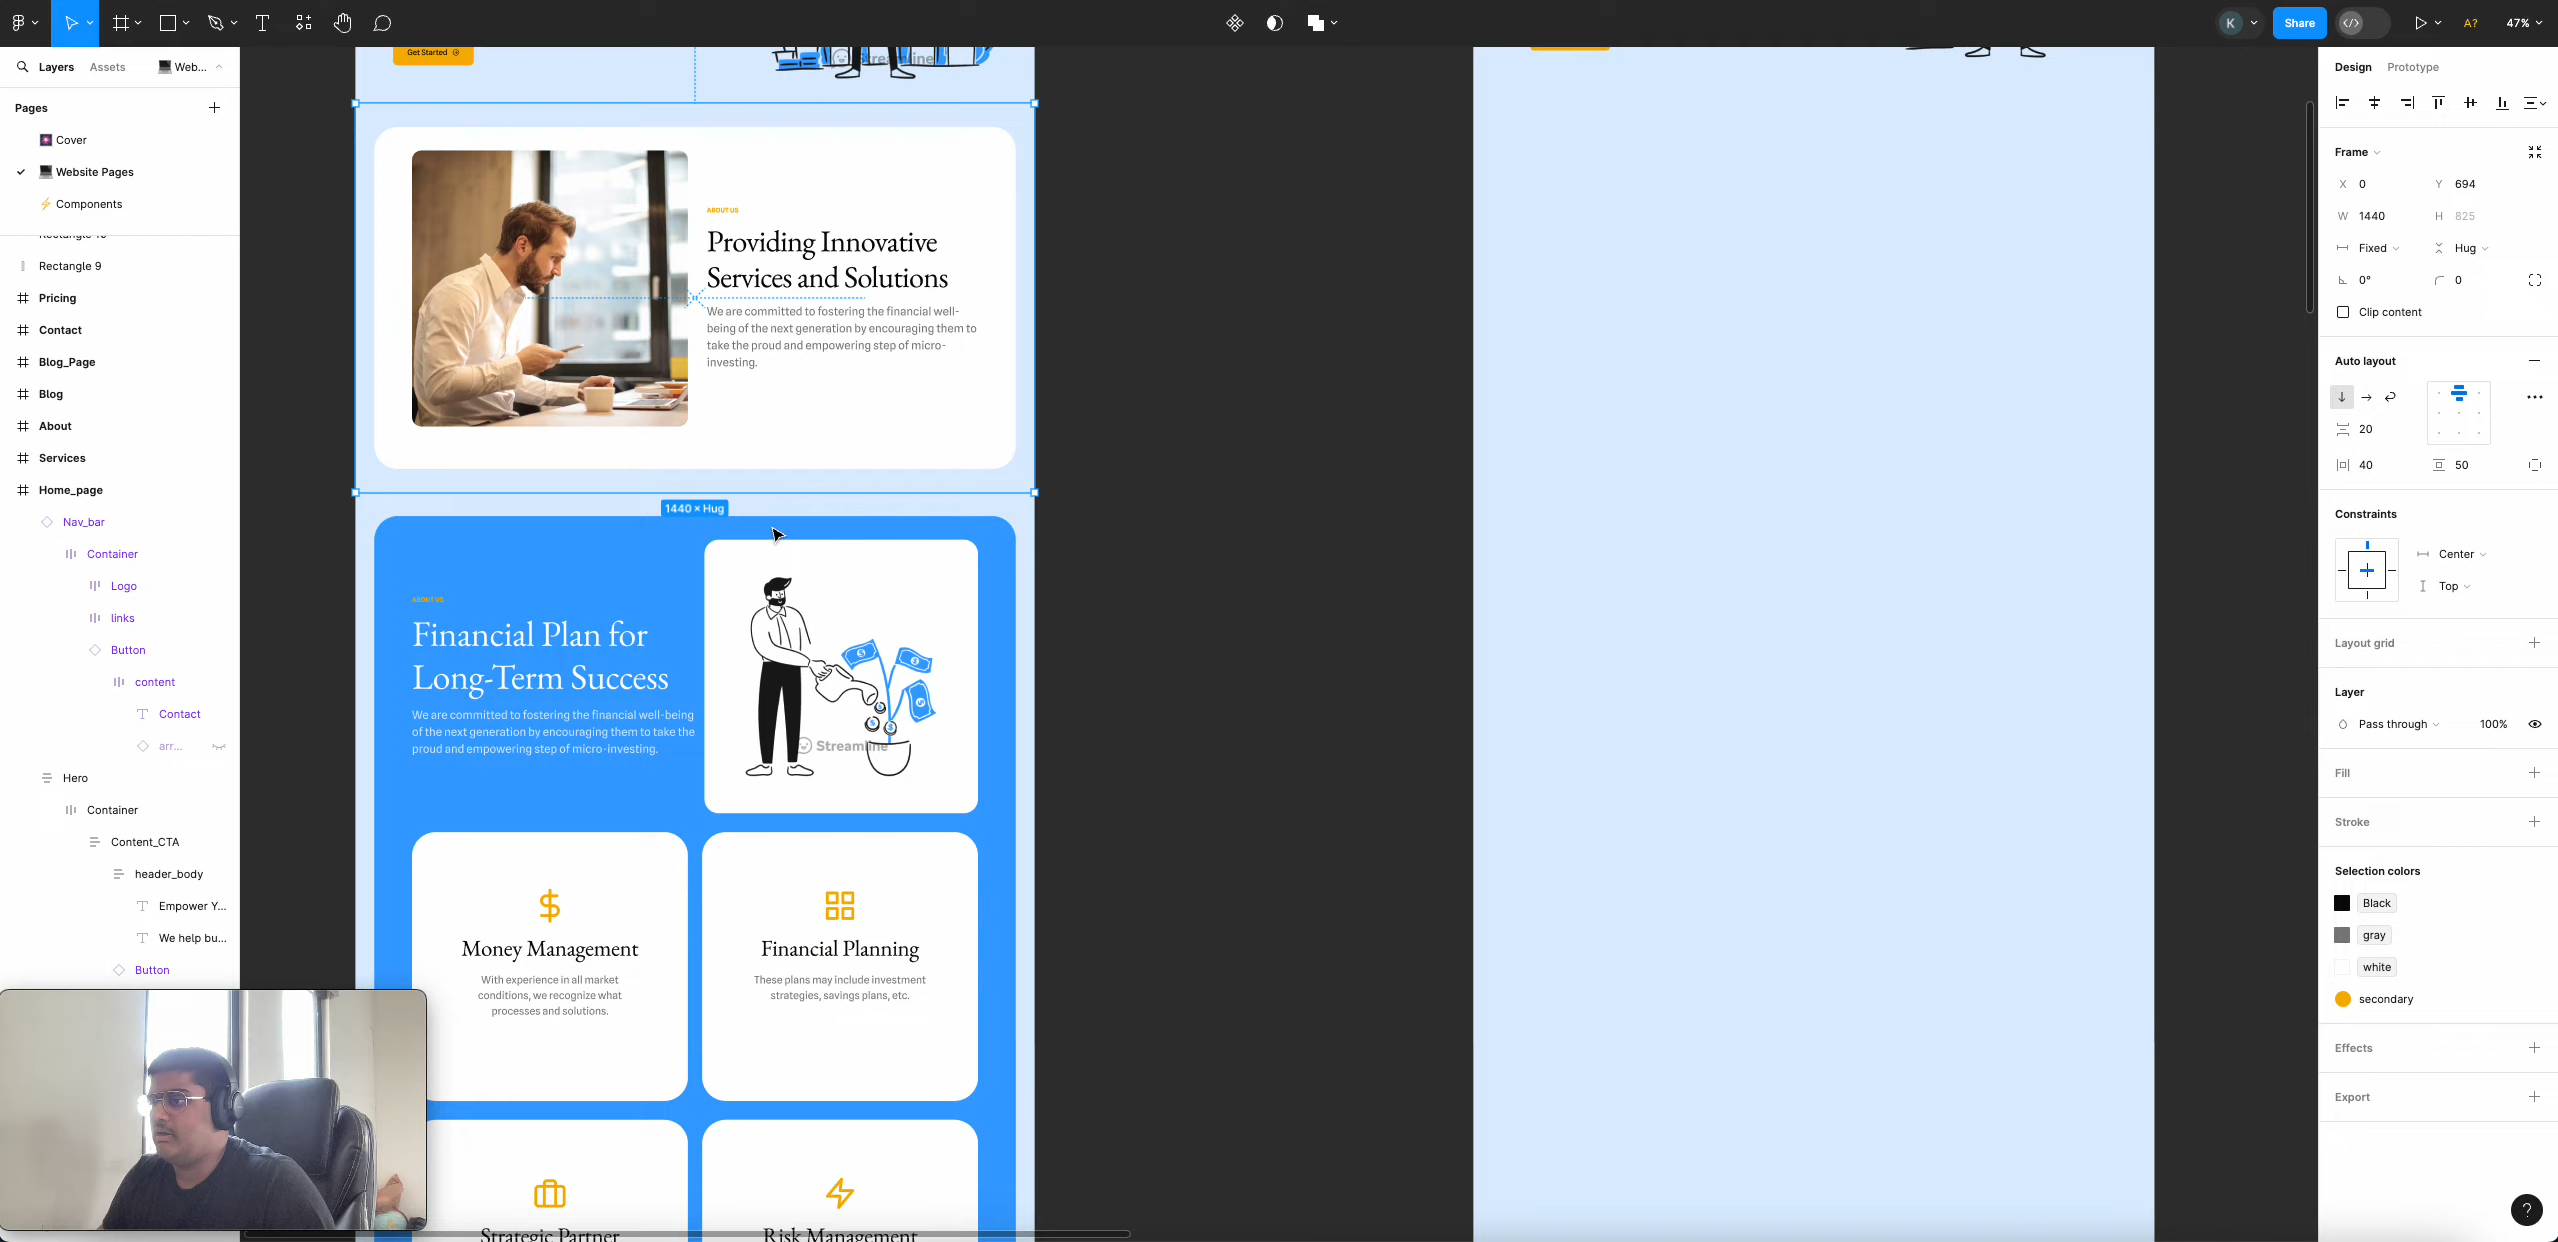 K
Share
A?
47%
Layers
Assets
Web...
Pages
Cover
Website Pages
Components
Rectangle 9
Pricing
Contact
Blog_Page
Blog
About
Services
Home_page
Nav_bar
Container
Logo
links
Button
content
Contact
arr...
Hero
Container
Content_CTA
header_body
Empower Y...
We help bu...
Button
Get Started
Streamline
ABOUT US
Providing Innovative
Services and Solutions
We are committed to fostering the financial well-
being of the next generation by encouraging them to
take the proud and empowering step of micro-
investing.
1440 × Hug
ABOUT US
Financial Plan for
Long-Term Success
We are committed to fostering the financial well-being
of the next generation by encouraging them to take the
proud and empowering step of micro-investing.
Streamline
Money Management
With experience in all market
conditions, we recognize what
processes and solutions.
Financial Planning
These plans may include investment
strategies, savings plans, etc.
Strategic Partner
Risk Management
Design
Prototype
Frame
X 0
Y 694
W 1440
H 825
Fixed
Hug
0°
0
Clip content
Auto layout
20
40
50
Constraints
Center
Top
Layout grid
Layer
Pass through
100%
Fill
Stroke
Selection colors
Black
gray
white
secondary
Effects
Export
?